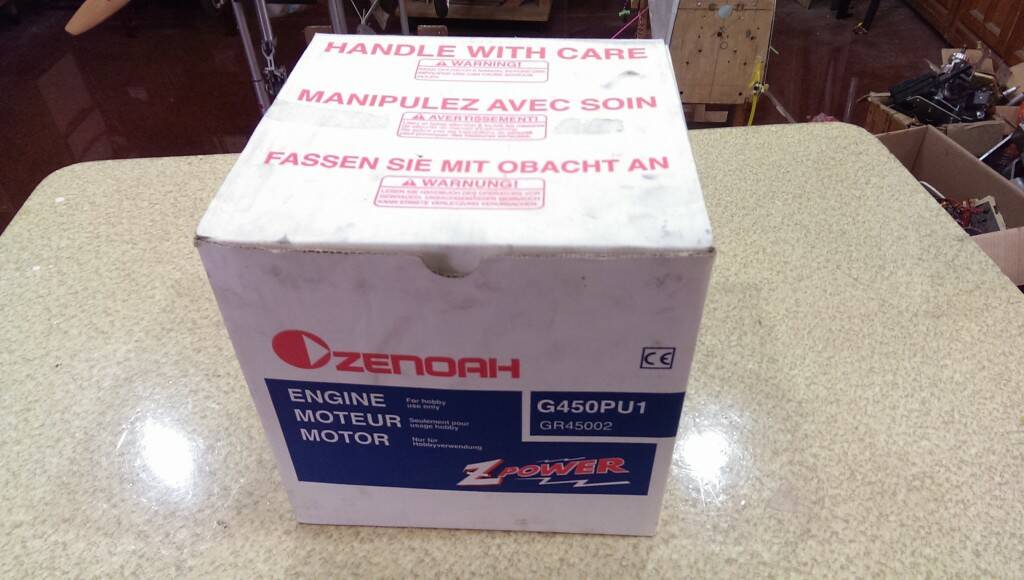 HANDLE WITH CARE
WARNING!
MANIPULEZ AVEC SOIN
AVERTISSEMENT!
FASSEN SIE MIT OBACHT AN
WARNUNG!
ZENOAH
CE
ENGINE For hobby
use only
MOTEUR Seulement pour
usage hobby
MOTOR Nur für
Hobbyverwendung
G450PU1
GR45002
Z POWER